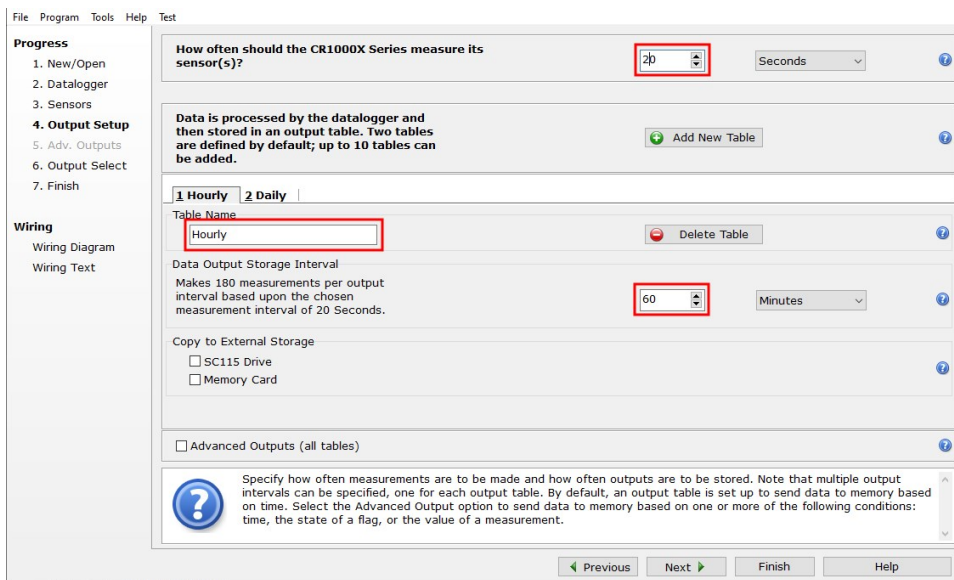 File Program Tools Help Test
Progress
1. New/Open
2. Datalogger
3. Sensors
4. Output Setup
5. Adv. Outputs
6. Output Select
7. Finish
Wiring
Wiring Diagram
Wiring Text
How often should the CR1000X Series measure its
sensor(s)?
20
Seconds
Data is processed by the datalogger and
then stored in an output table. Two tables
are defined by default; up to 10 tables can
be added.
Add New Table
1 Hourly 2 Daily
Table Name
Hourly
Delete Table
Data Output Storage Interval
Makes 180 measurements per output
interval based upon the chosen
measurement interval of 20 Seconds.
60
Minutes
Copy to External Storage
SC115 Drive
Memory Card
Advanced Outputs (all tables)
Specify how often measurements are to be made and how often outputs are to be stored. Note that multiple output
intervals can be specified, one for each output table. By default, an output table is set up to send data to memory based
on time. Select the Advanced Output option to send data to memory based on one or more of the following conditions:
time, the state of a flag, or the value of a measurement.
Previous Next Finish Help